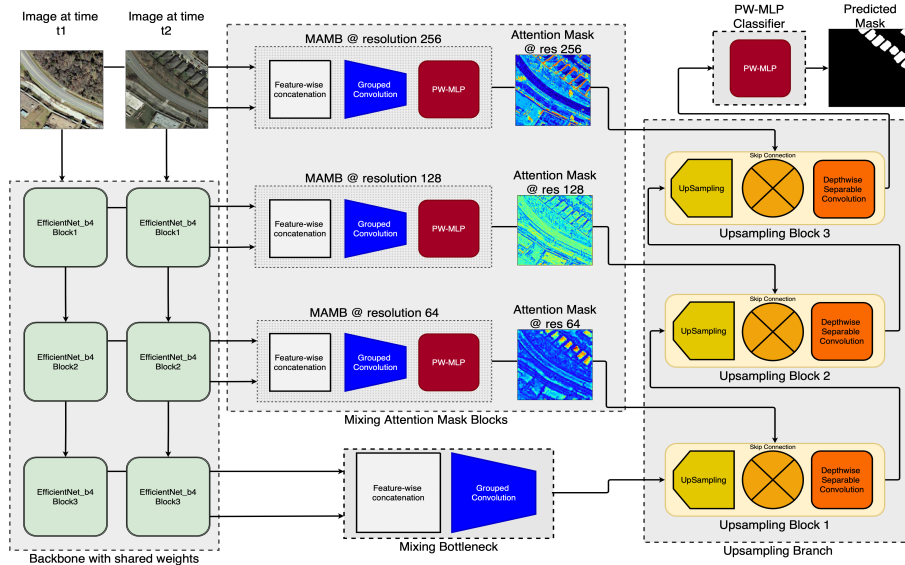 Image at time
t1
Image at time
t2
MAMB @ resolution 256
Feature-wise
concatenation
Grouped
Convolution
PW-MLP
Attention Mask
@ res 256
PW-MLP
Classifier
PW-MLP
Predicted
Mask
EfficientNet_b4
Block1
EfficientNet_b4
Block1
MAMB @ resolution 128
Feature-wise
concatenation
Grouped
Convolution
PW-MLP
Attention Mask
@ res 128
Skip Connection
UpSampling
Depthwise
Separable
Convolution
Upsampling Block 3
EfficientNet_b4
Block2
EfficientNet_b4
Block2
MAMB @ resolution 64
Feature-wise
concatenation
Grouped
Convolution
PW-MLP
Attention Mask
@ res 64
Mixing Attention Mask Blocks
Skip Connection
UpSampling
Depthwise
Separable
Convolution
Upsampling Block 2
EfficientNet_b4
Block3
EfficientNet_b4
Block3
Backbone with shared weights
Feature-wise
concatenation
Grouped
Convolution
Mixing Bottleneck
Skip Connection
UpSampling
Depthwise
Separable
Convolution
Upsampling Block 1
Upsampling Branch